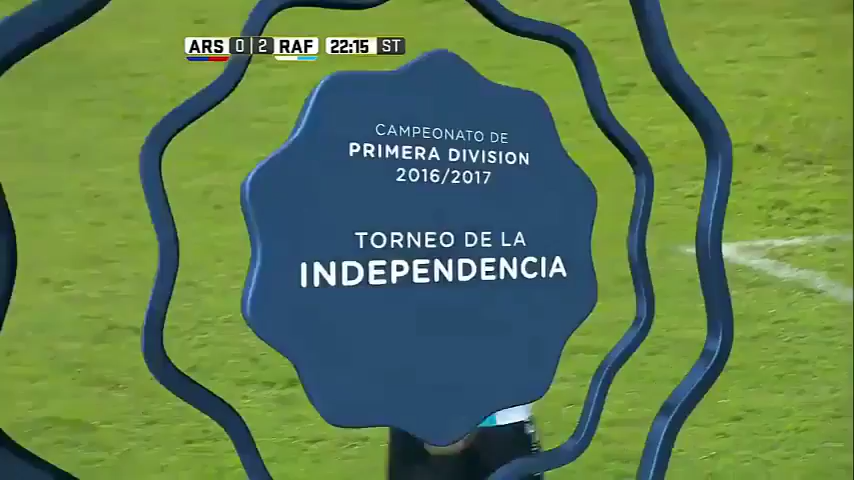 ARS 0 2 RAF 22:15 ST
CAMPEONATO DE
PRIMERA DIVISION
2016/2017
TORNEO DE LA
INDEPENDENCIA